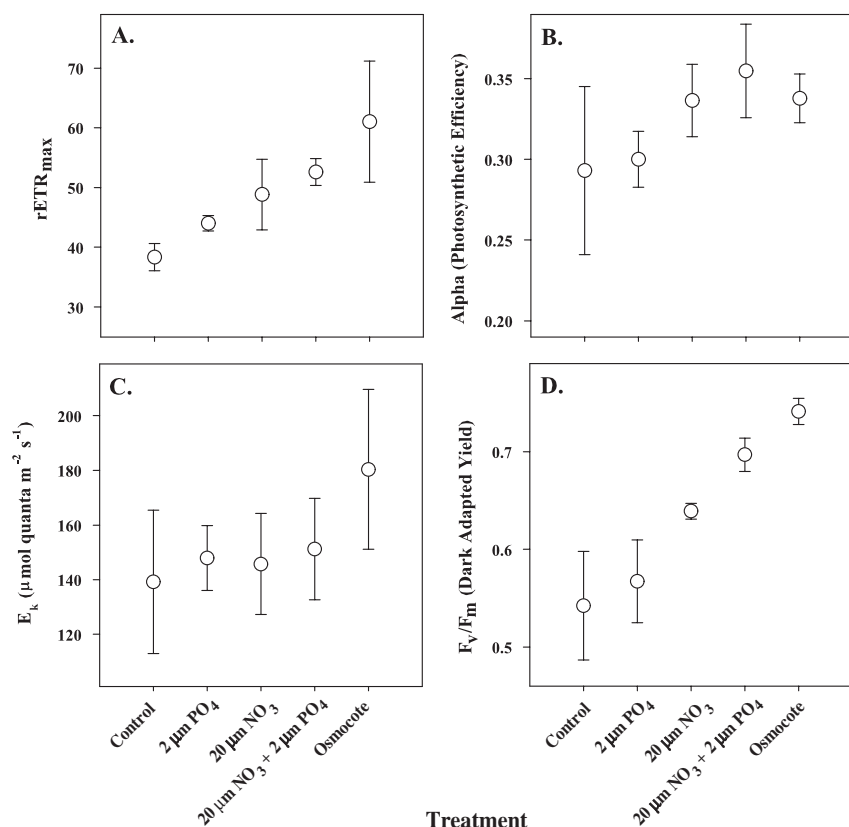 A.
rETRmax
70
60
50
40
30
B.
Alpha (Photosynthetic Efficiency)
0.35
0.30
0.25
0.20
C.
E_k (μmol quanta m⁻² s⁻¹)
200
180
160
140
120
D.
F_v/F_m (Dark Adapted Yield)
0.7
0.6
0.5
Control
2 μm PO₄
20 μm NO₃
20 μm NO₃ + 2 μm PO₄
Osmocote
Control
2 μm PO₄
20 μm NO₃
20 μm NO₃ + 2 μm PO₄
Osmocote
Treatment